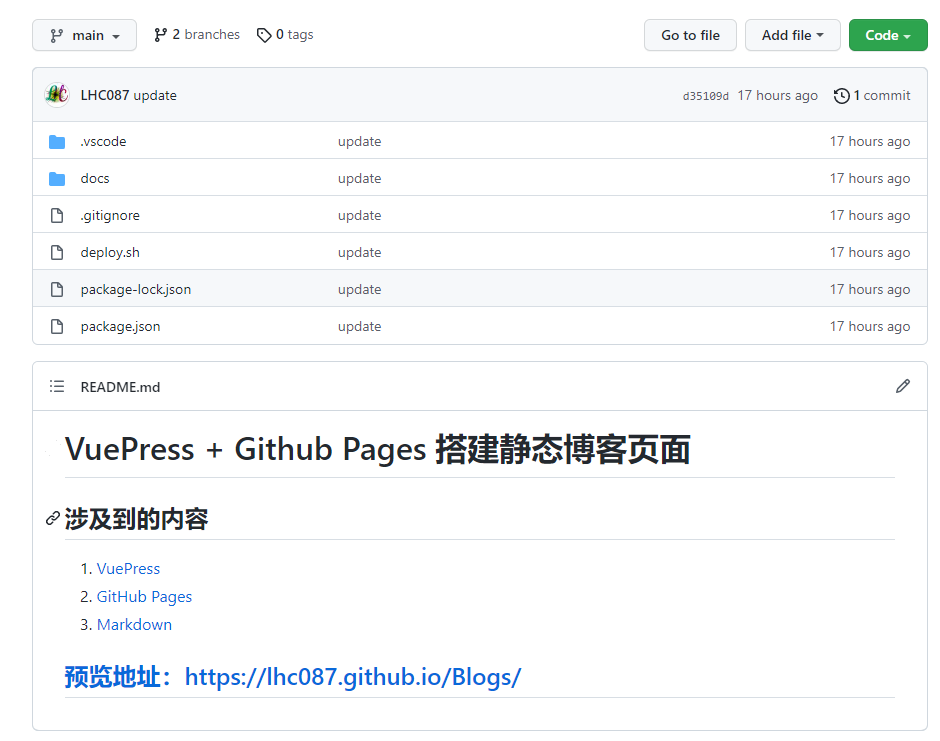 main 2 branches 0 tags Go to file Add file Code
LHC087 update d35109d 17 hours ago 1 commit
.vscode update 17 hours ago
docs update 17 hours ago
.gitignore update 17 hours ago
deploy.sh update 17 hours ago
package-lock.json update 17 hours ago
package.json update 17 hours ago
README.md
VuePress + Github Pages 搭建静态博客页面
涉及到的内容
1. VuePress
2. GitHub Pages
3. Markdown
预览地址：https://lhc087.github.io/Blogs/